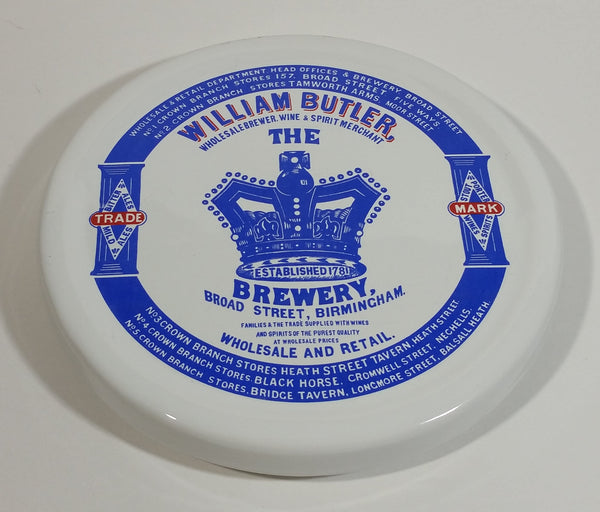 WHOLESALE & RETAIL DEPARTMENT HEAD OFFICES & BREWERY BROAD STREET
Nº1 CROWN BRANCH STORES 157, BROAD STREET FIVE WAYS
Nº2 CROWN BRANCH STORES TAMWORTH ARMS, MOOR STREET
WILLIAM BUTLER,
WHOLESALE BREWER, WINE & SPIRIT MERCHANT
THE
TRADE
ALES
MARK
WINES
& SPIRITS
ESTABLISHED 1780
BREWERY,
BROAD STREET, BIRMINGHAM.
FAMILIES & THE TRADE SUPPLIED WITH WINES
AND SPIRITS OF THE PUREST QUALITY
AT WHOLESALE PRICES
WHOLESALE AND RETAIL.
Nº3 CROWN BRANCH STORES HEATH STREET TAVERN, HEATH STREET.
Nº4 CROWN BRANCH STORES, BLACK HORSE, CROMWELL STREET, NECHELLS.
Nº5 CROWN BRANCH STORES, BRIDGE TAVERN, LONGMORE STREET, BALSALL HEATH.